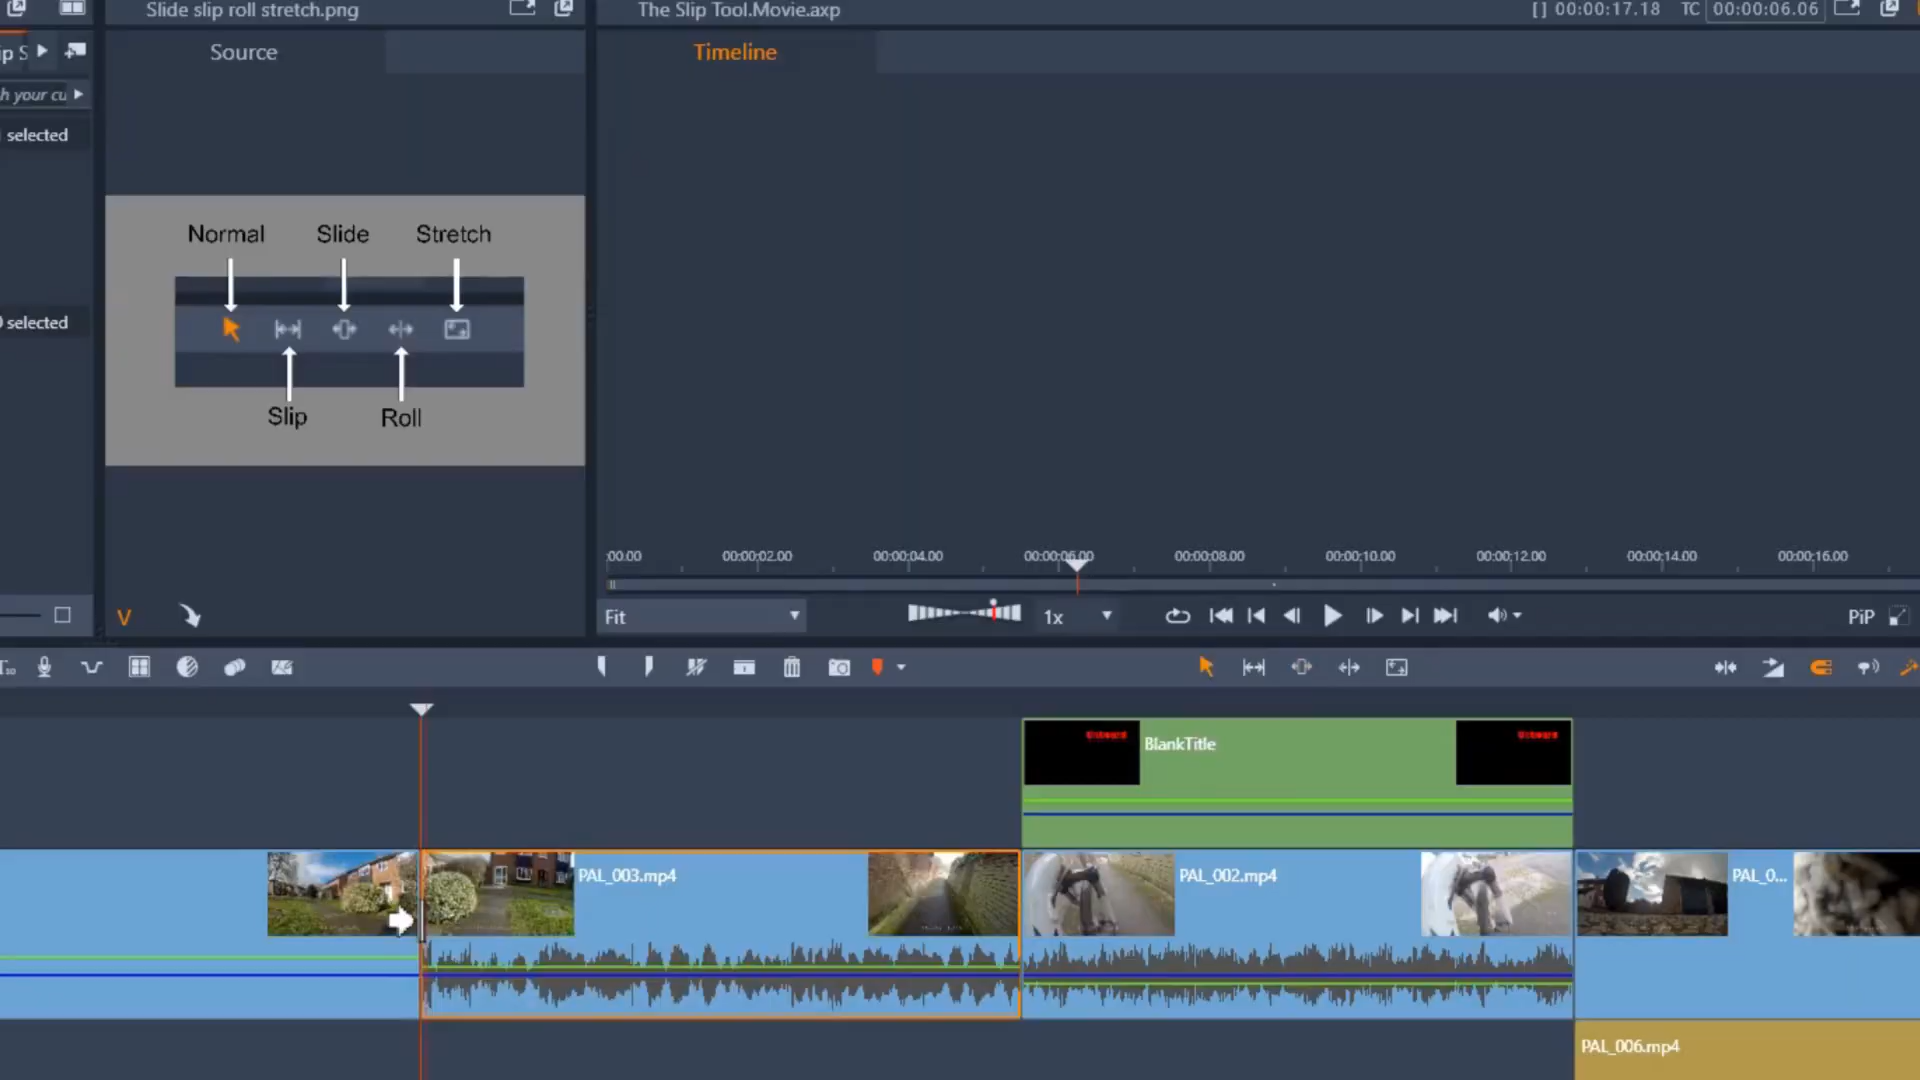 Slide slip roll stretch.png
The Slip Tool.Movie.axp
[] 00:00:17.18 TC 00:00:06.06
ip S
Source
Timeline
h your cu
selected
Normal Slide Stretch
selected
Slip Roll
:00.00 00:00:02.00 00:00:04.00 00:00:06.00 00:00:08.00 00:00:10.00 00:00:12.00 00:00:14.00 00:00:16.00
V
Fit
1x
PiP
BlankTitle
PAL_003.mp4
PAL_002.mp4
PAL_0...
PAL_006.mp4